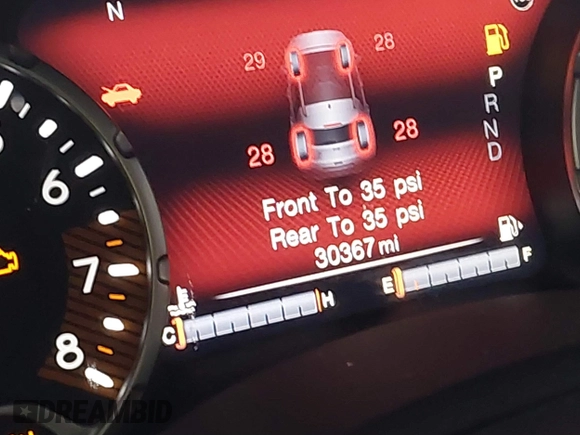 N
29 28
28 28
P
R
N
D
Front To 35 psi
Rear To 35 psi
30367 mi
C H
E F
6
7
8
DREAMBID